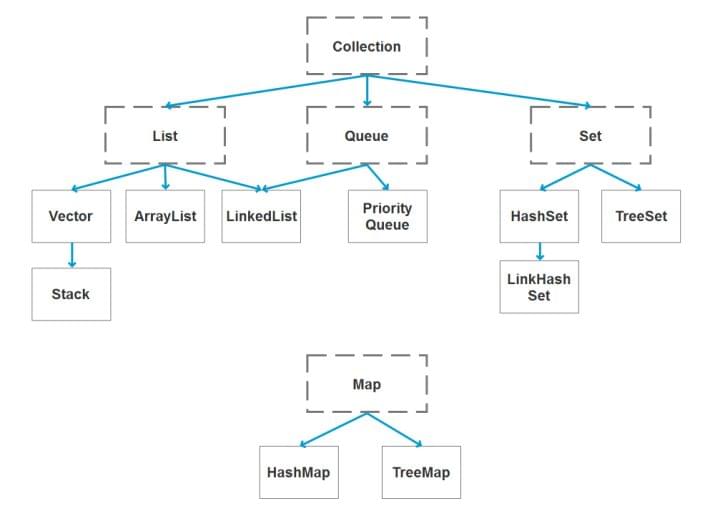 Collection
List
Queue
Set
Vector
ArrayList
LinkedList
Priority
Queue
HashSet
TreeSet
Stack
LinkHash
Set
Map
HashMap
TreeMap